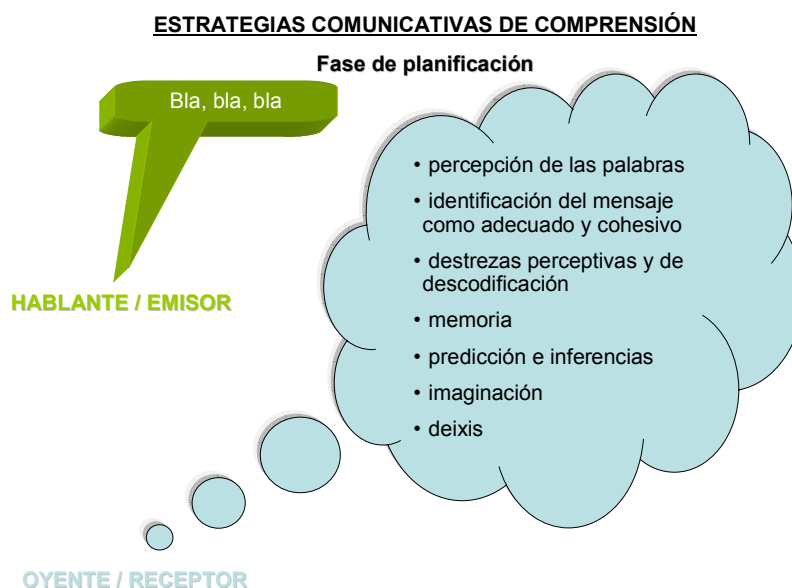 ESTRATEGIAS COMUNICATIVAS DE COMPRENSIÓN
Fase de planificación
Bla, bla, bla
• percepción de las palabras
• identificación del mensaje
como adecuado y cohesivo
• destrezas perceptivas y de
descodificación
• memoria
• predicción e inferencias
• imaginación
• deixis
HABLANTE / EMISOR
OYENTE / RECEPTOR